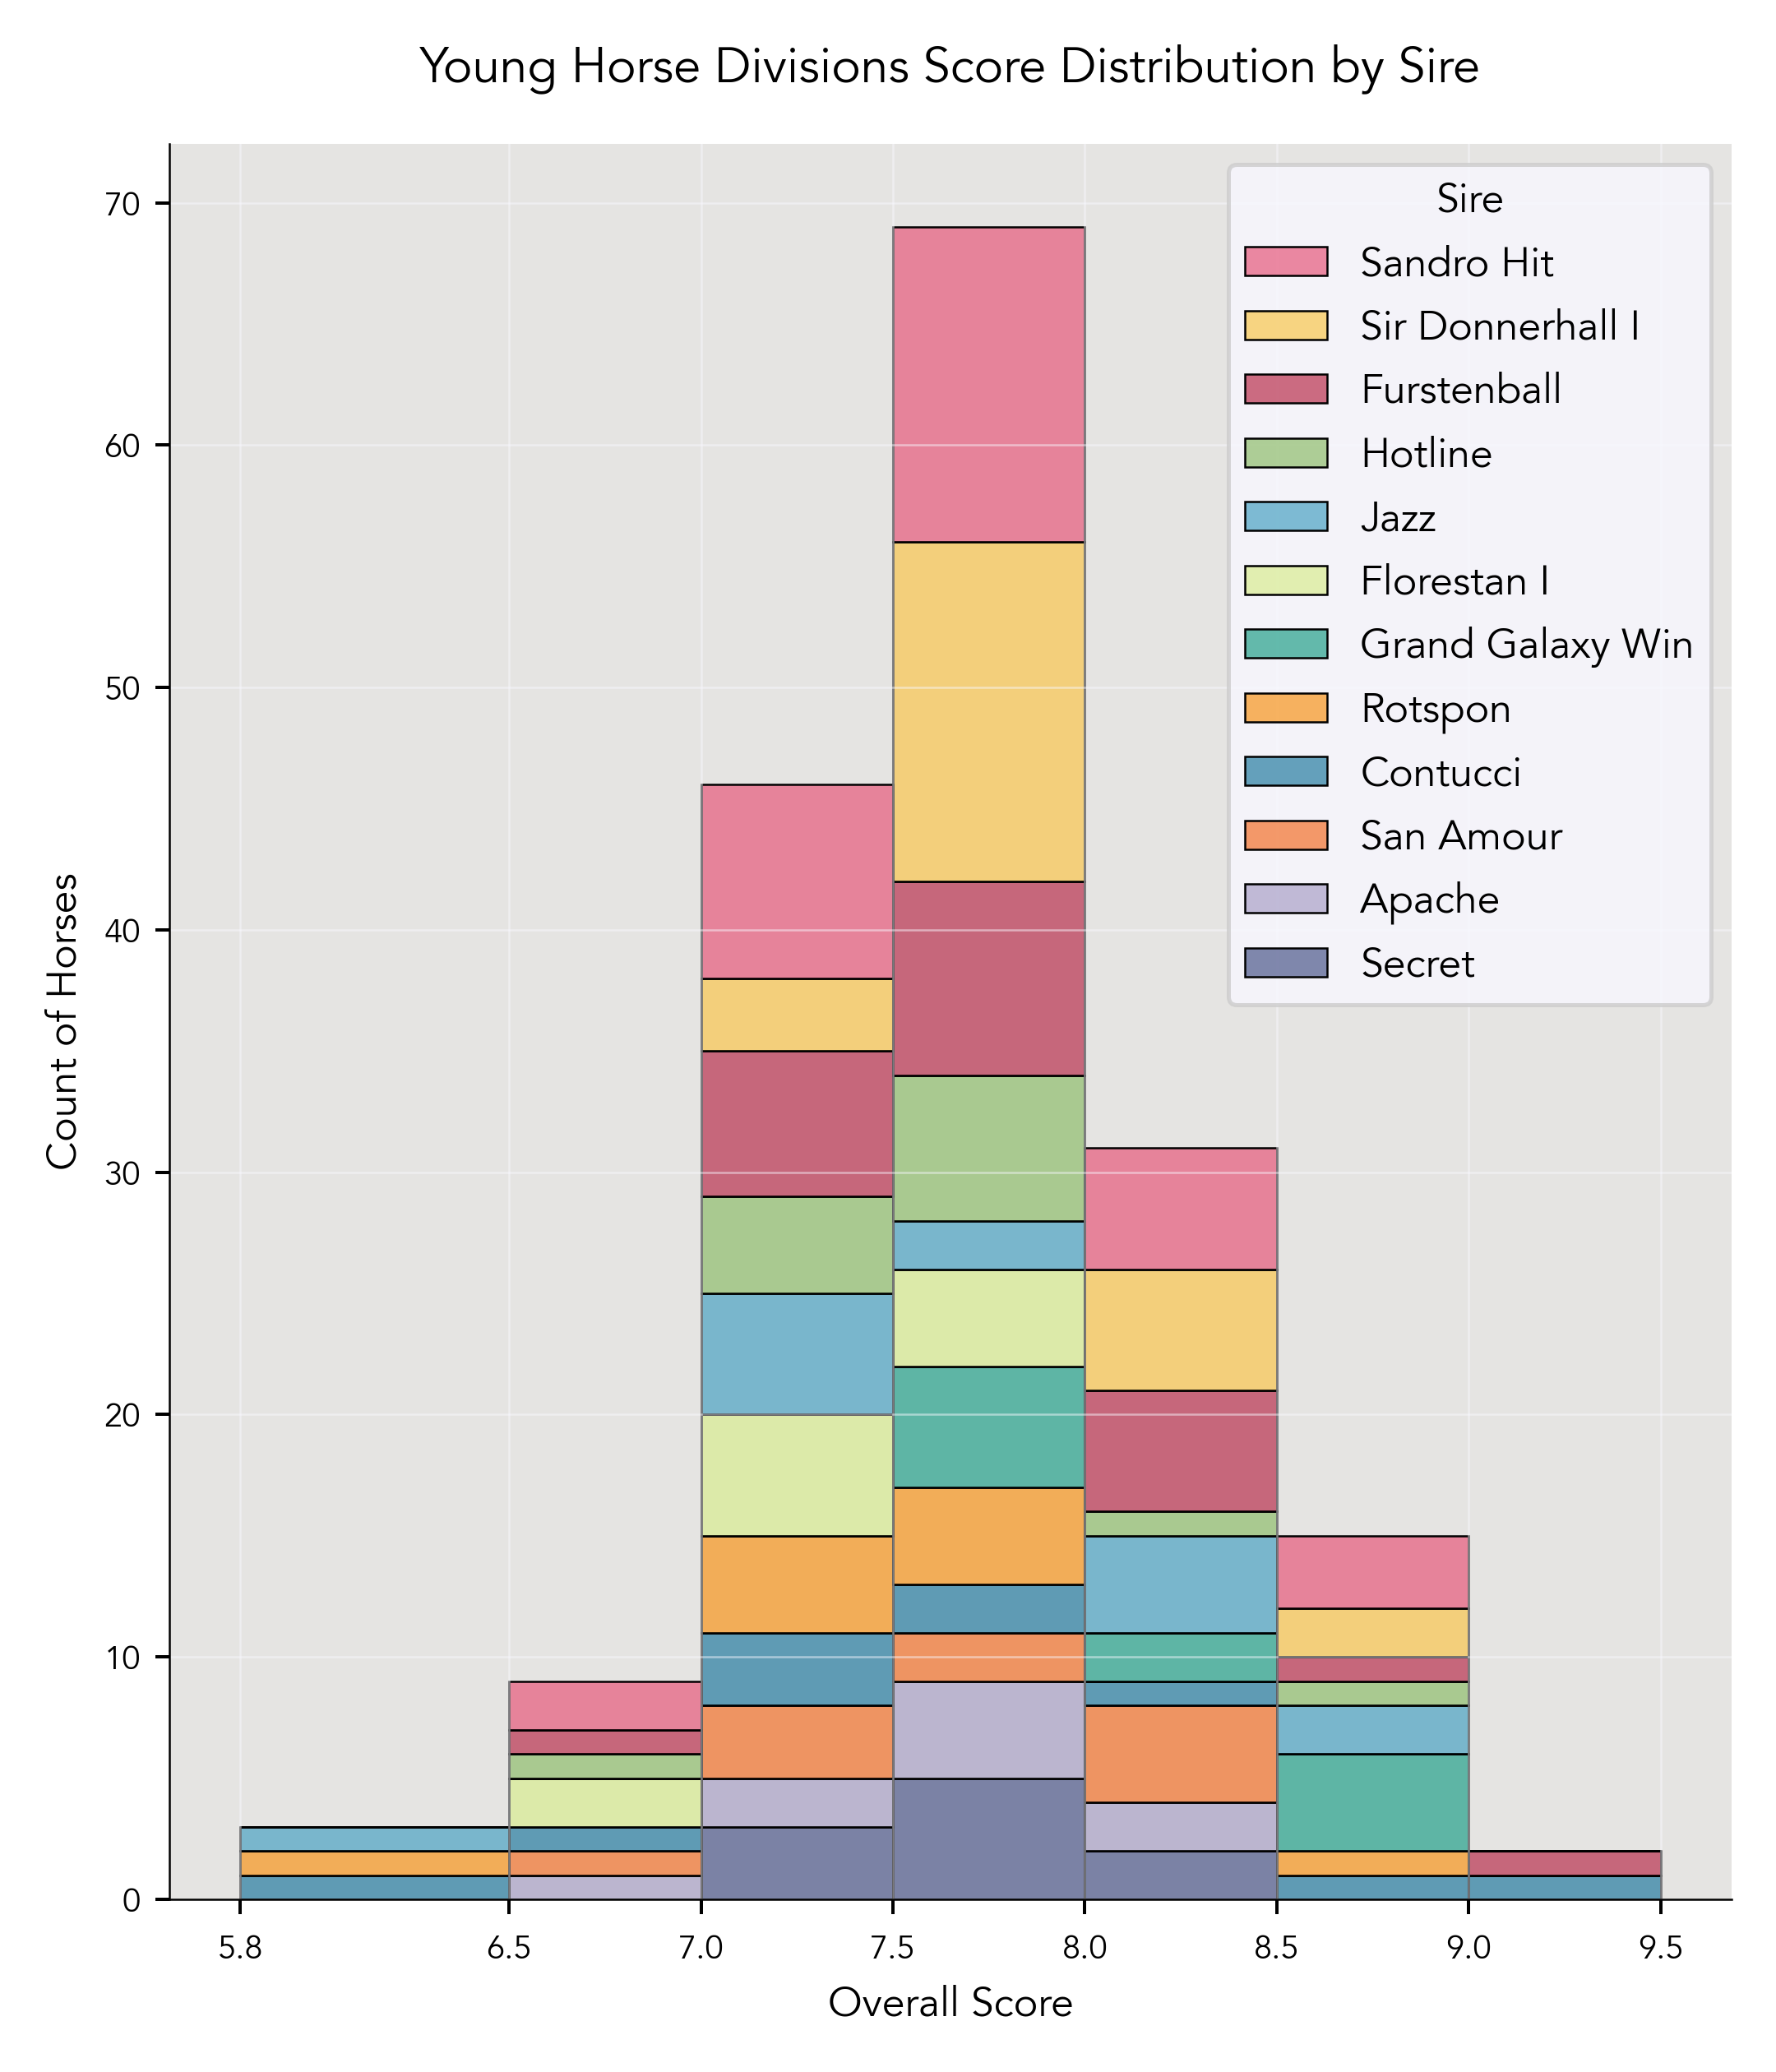 Young Horse Divisions Score Distribution by Sire
Sire
Sandro Hit
Sir Donnerhall I
Furstenball
Hotline
Jazz
Florestan I
Grand Galaxy Win
Rotspon
Contucci
San Amour
Apache
Secret
Count of Horses
70
60
50
40
30
20
10
0
5.8 6.5 7.0 7.5 8.0 8.5 9.0 9.5
Overall Score